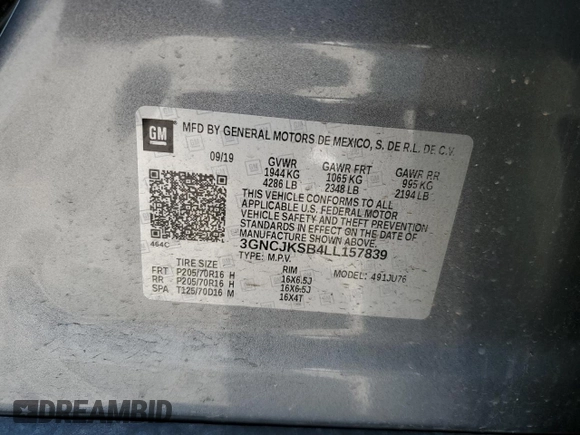 GM
MFD BY GENERAL MOTORS DE MEXICO, S. DE R.L. DE C.V.
09/19 GVWR GAWR FRT GAWR RR
1944 KG 1065 KG 995 KG
4286 LB 2348 LB 2194 LB
THIS VEHICLE CONFORMS TO ALL
APPLICABLE U.S. FEDERAL MOTOR
VEHICLE SAFETY AND THEFT PREVENTION
STANDARDS IN EFFECT ON THE DATE OF
MANUFACTURE SHOWN ABOVE.
464C
3GNCJKSB4LL157839
TYPE: M.P.V. MODEL: 491JU76
TIRE SIZE RIM
FRT P205/70R16 H 16X6.5J
RR P205/70R16 H 16X6.5J
SPA T125/70D16 M 16X4T
DREAMBID